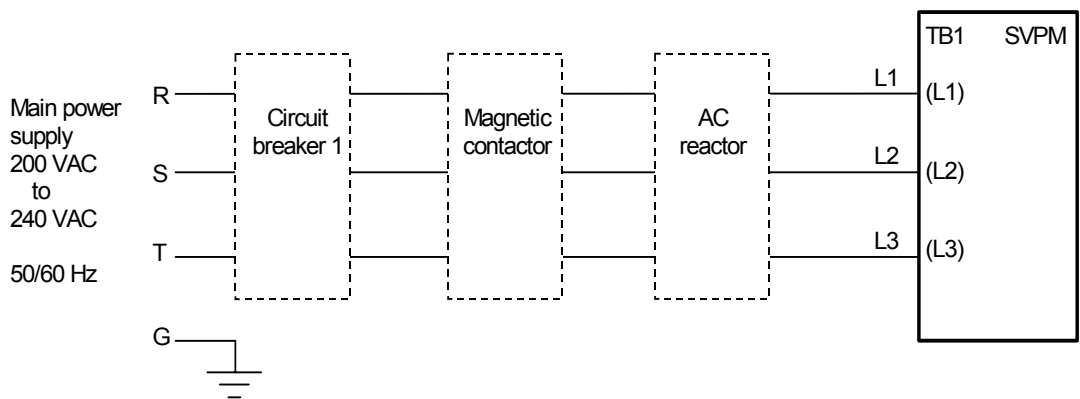 Main power
supply
200 VAC
to
240 VAC
50/60 Hz
R
S
T
G
Circuit
breaker 1
Magnetic
contactor
AC
reactor
L1
L2
L3
TB1 SVPM
(L1)
(L2)
(L3)